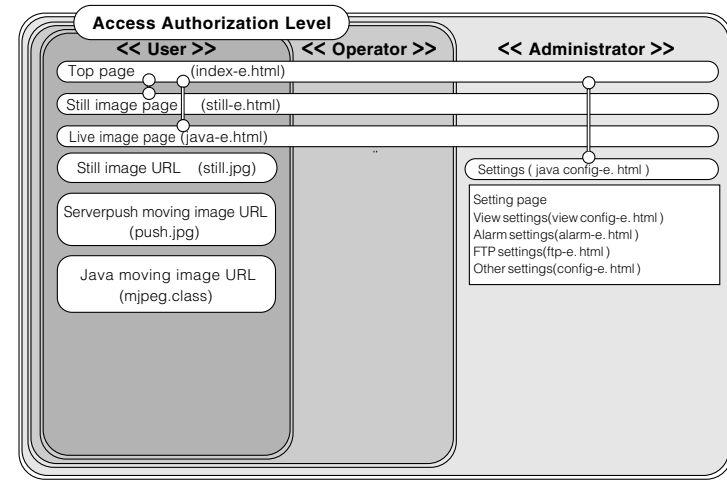 Access Authorization Level
<< User >> << Operator >> << Administrator >>
Top page (index-e.html)
Still image page (still-e.html)
Live image page (java-e.html)
Still image URL (still.jpg)
Settings ( java config-e. html )
Serverpush moving image URL
(push.jpg)
Java moving image URL
(mjpeg.class)
Setting page
View settings(view config-e. html )
Alarm settings(alarm-e. html )
FTP settings(ftp-e. html )
Other settings(config-e. html )